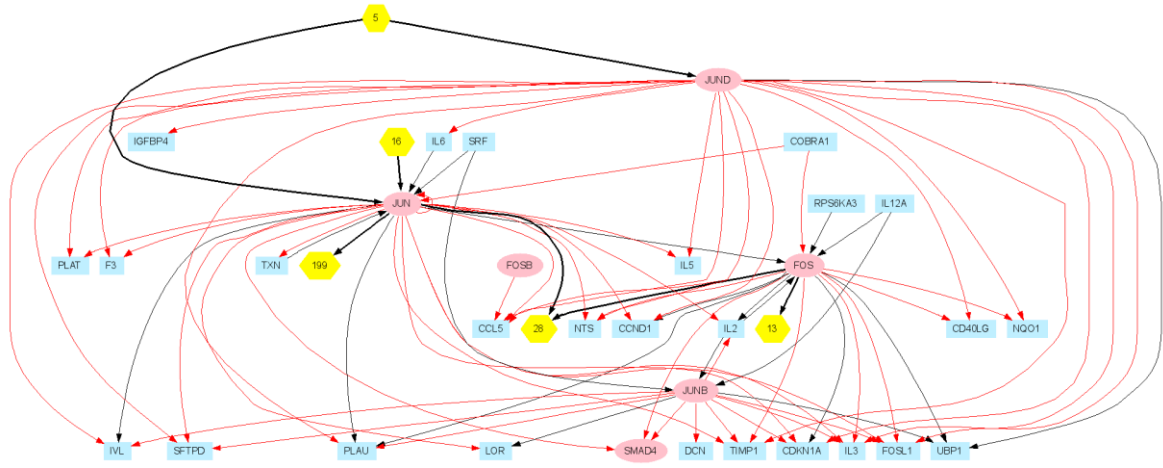 5
JUND
IGFBP4
16
IL6
SRF
COBRA1
JUN
RPS6KA3
IL12A
PLAT
F3
TXN
199
FOSB
IL5
FOS
CCL5
28
NTS
CCND1
IL2
13
CD40LG
NQO1
JUNB
IVL
SFTPD
PLAU
LOR
SMAD4
DCN
TIMP1
CDKN1A
IL3
FOSL1
UBP1